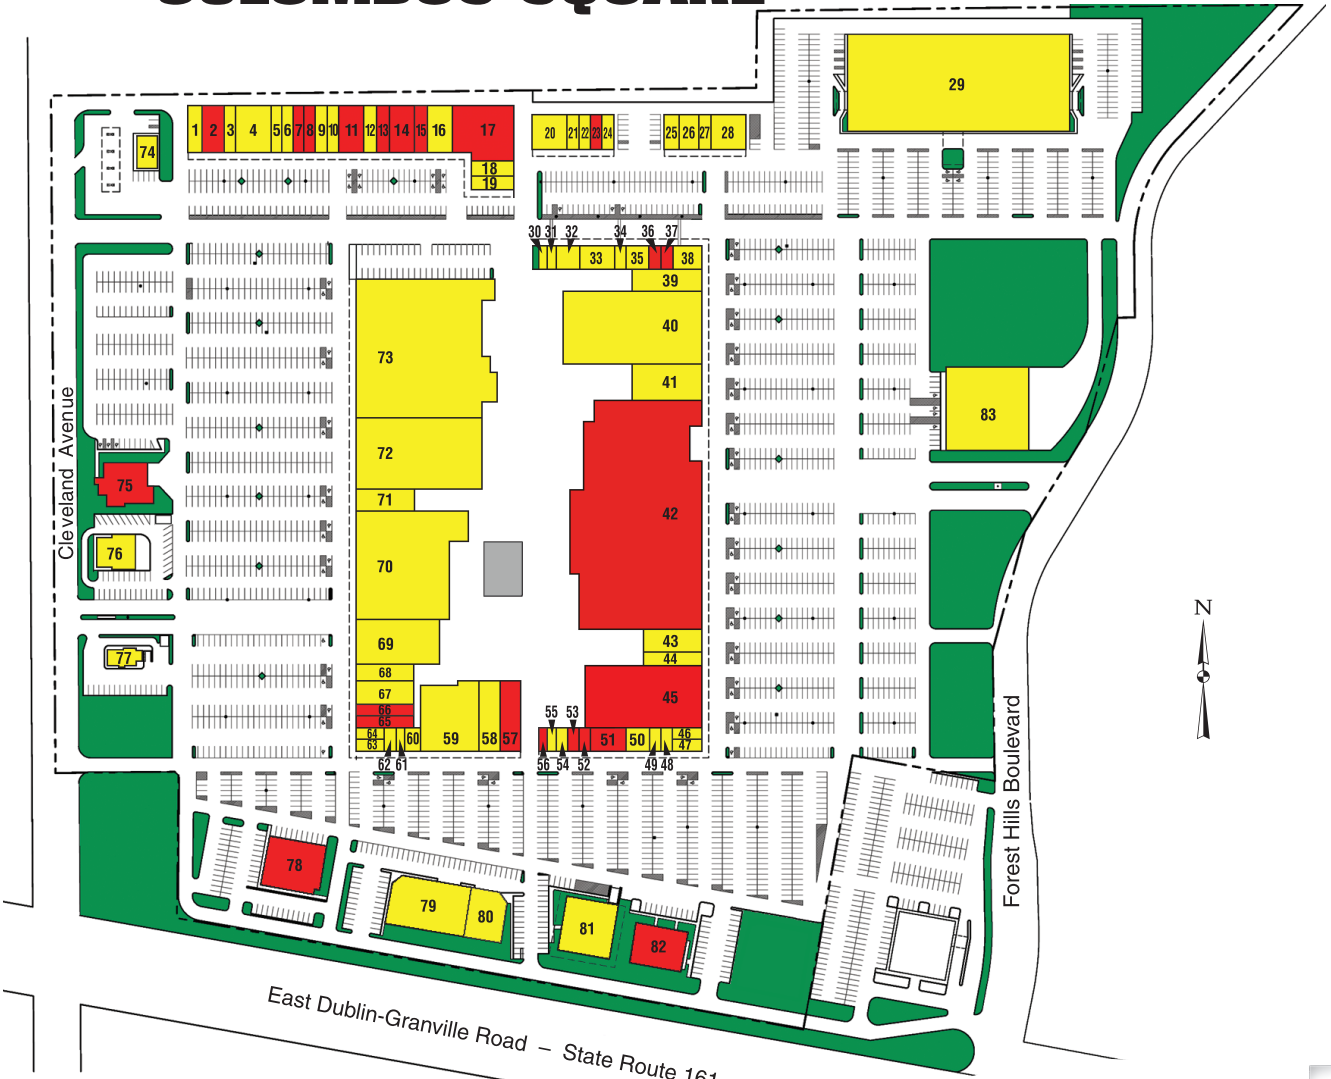 COLUMBUS SQUARE
29
1 2 3 4 5 6 7 8 9 10 11 12 13 14 15 16 17
20 21 22 23 24 25 26 27 28
74
18
19
30 31 32 34 36 37
33 35 38
39
40
73
41
83
72
75
71
42
76
70
69
43
44
77
68
67
45
66
65
55 53
64
63
60 59 58 57
51 50 46
47
62 61
56 54 52 49 48
78
79
80
81
82
Cleveland Avenue
N
Forest Hills Boulevard
East Dublin-Granville Road – State Route 161